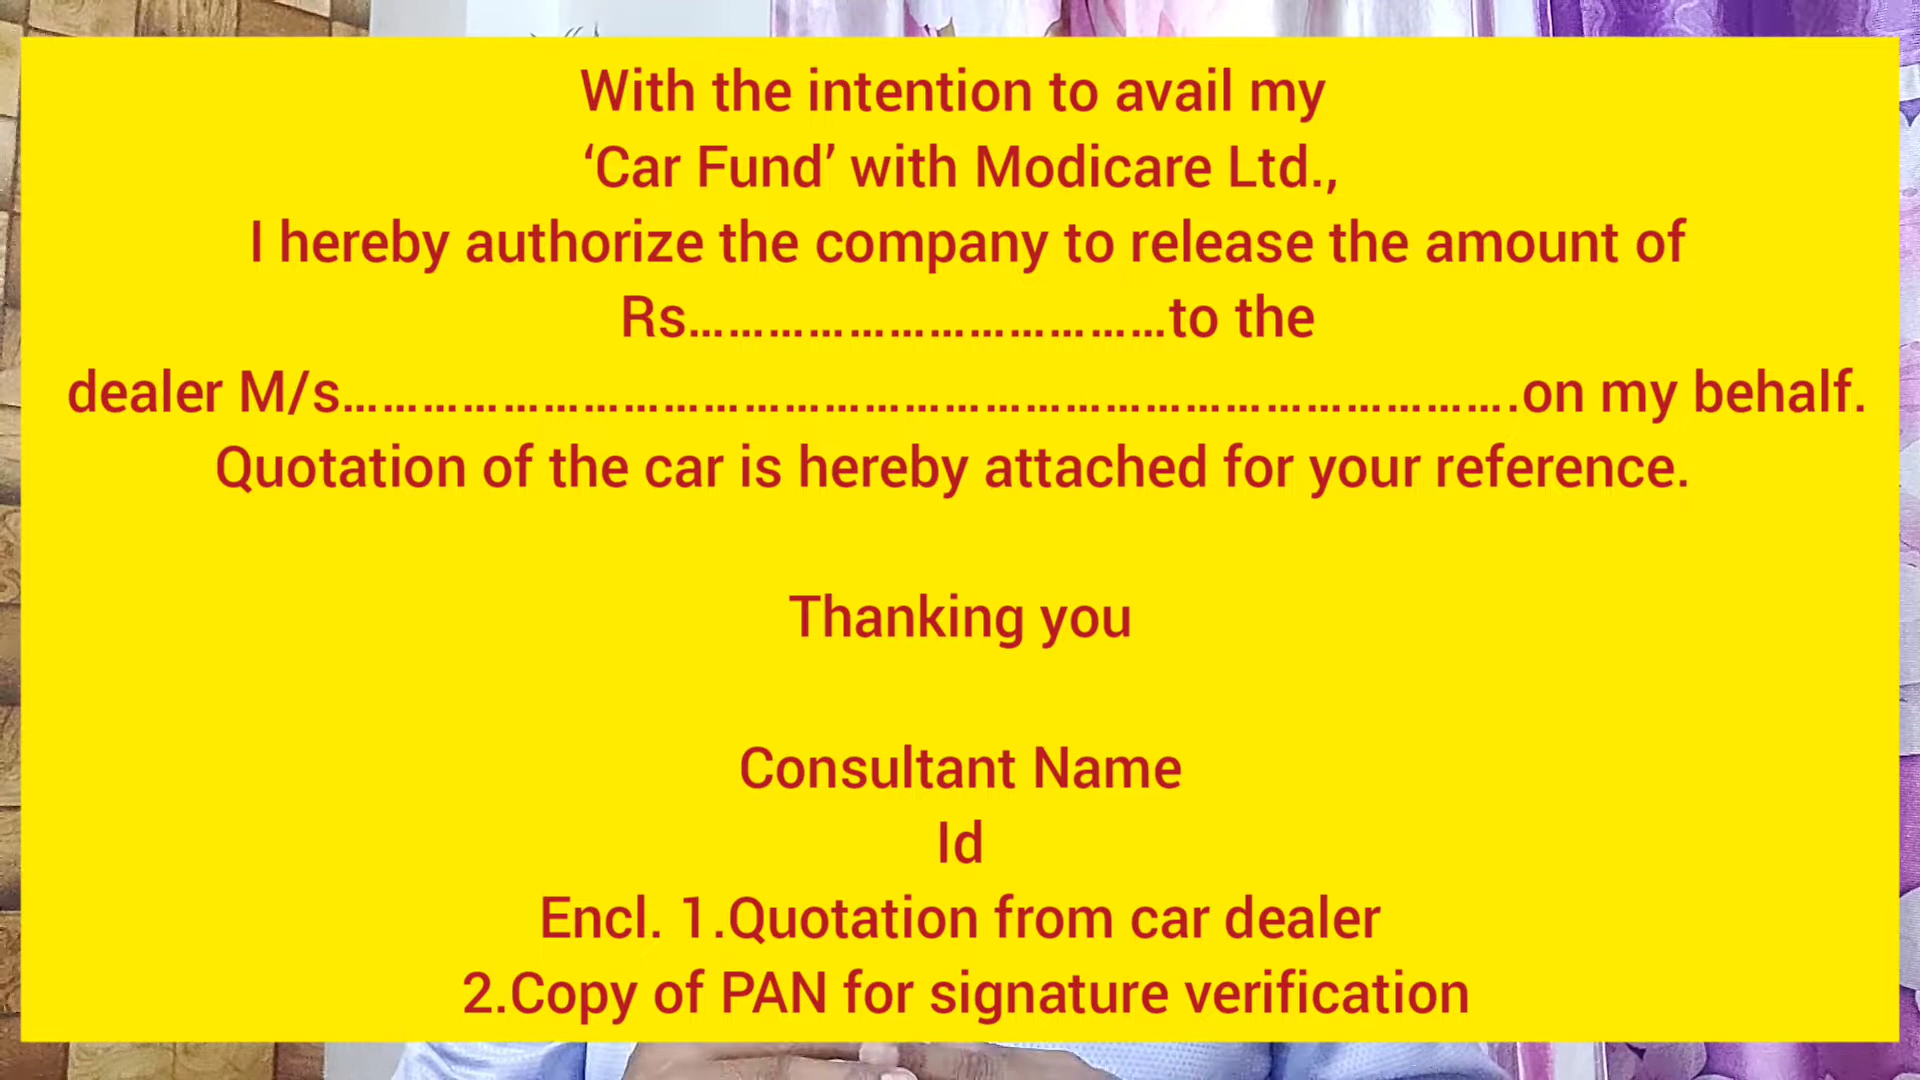 With the intention to avail my
‘Car Fund’ with Modicare Ltd.,
I hereby authorize the company to release the amount of
Rs………………………………to the
dealer M/s…………………………………………………………………………….on my behalf.
Quotation of the car is hereby attached for your reference.
Thanking you
Consultant Name
Id
Encl. 1.Quotation from car dealer
2.Copy of PAN for signature verification